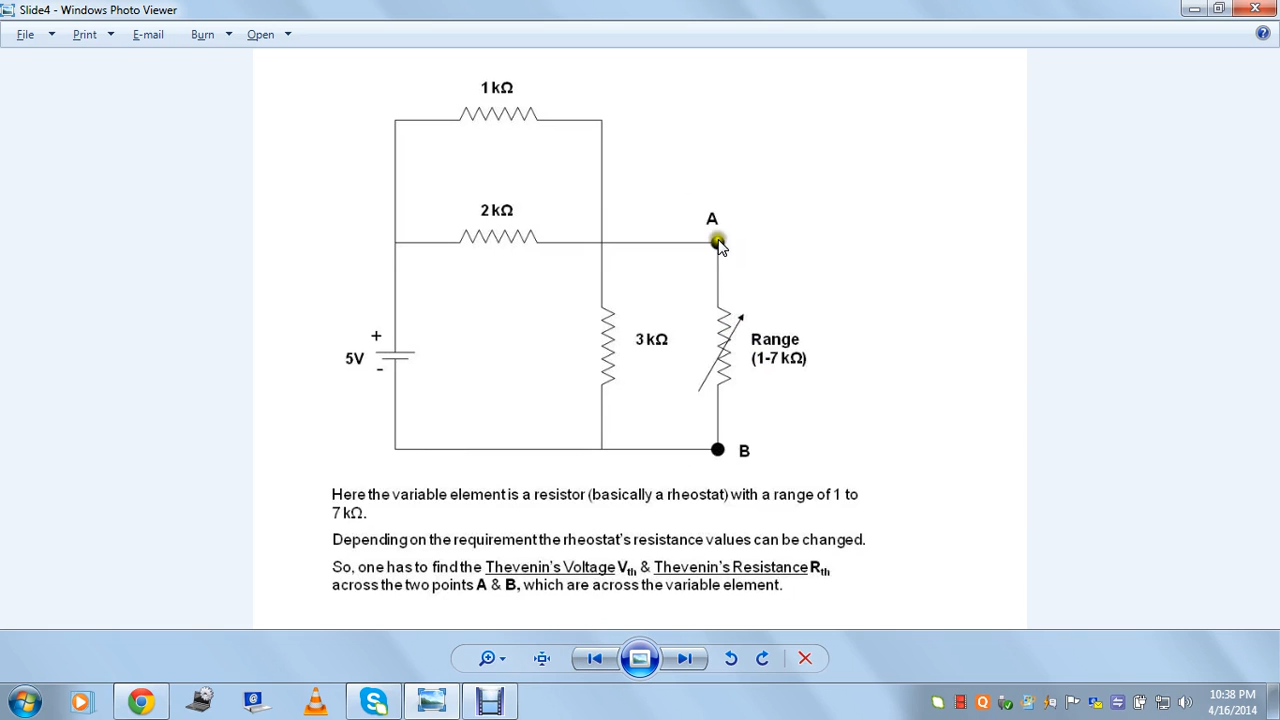 Slide4 - Windows Photo Viewer
File Print E-mail Burn Open
1 kΩ
2 kΩ
A
+
5V
-
3 kΩ
Range
(1-7 kΩ)
B
Here the variable element is a resistor (basically a rheostat) with a range of 1 to
7 kΩ.
Depending on the requirement the rheostat's resistance values can be changed.
So, one has to find the Thevenin's Voltage Vth & Thevenin's Resistance Rth
across the two points A & B, which are across the variable element.
10:38 PM
4/16/2014